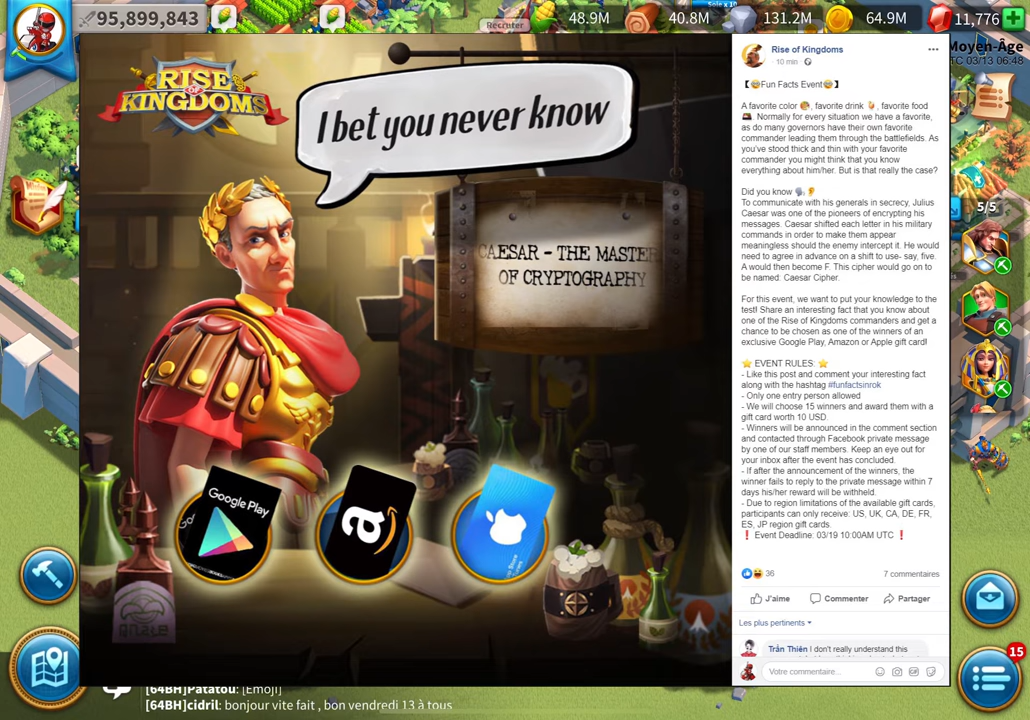 95,899,843
Sole x 10
48.9M
40.8M
131.2M
64.9M
11,776
Recruter
Moyen-Âge
UTC 03/13 06:48
RISE OF KINGDOMS
I bet you never know
CAESAR - THE MASTER
OF CRYPTOGRAPHY
Google Play
5/5
15
Rise of Kingdoms
10 min
【🤓Fun Facts Event🤓】
A favorite color 🎨, favorite drink 🍹, favorite food
🍱. Normally for every situation we have a favorite,
as do many governors have their own favorite
commander leading them through the battlefields. As
you've stood thick and thin with your favorite
commander you might think that you know
everything about him/her. But is that really the case?
Did you know 🗣👂
To communicate with his generals in secrecy, Julius
Caesar was one of the pioneers of encrypting his
messages. Caesar shifted each letter in his military
commands in order to make them appear
meaningless should the enemy intercept it. He would
need to agree in advance on a shift to use- say, five.
A would then become F. This cipher would go on to
be named: Caesar Cipher.
For this event, we want to put your knowledge to the
test! Share an interesting fact that you know about
one of the Rise of Kingdoms commanders and get a
chance to be chosen as one of the winners of an
exclusive Google Play, Amazon or Apple gift card!
⭐ EVENT RULES: ⭐
- Like this post and comment your interesting fact
along with the hashtag #funfactsinrok
- Only one entry person allowed
- We will choose 15 winners and award them with a
gift card worth 10 USD
- Winners will be announced in the comment section
and contacted through Facebook private message
by one of our staff members. Keep an eye out for
your inbox after the event has concluded.
- If after the announcement of the winners, the
winner fails to reply to the private message within 7
days his/her reward will be withheld.
- Due to region limitations of the available gift cards,
participants can only receive: US, UK, CA, DE, FR,
ES, JP region gift cards.
❗ Event Deadline: 03/19 10:00AM UTC ❗
36
7 commentaires
J'aime
Commenter
Partager
Les plus pertinents
Trần Thiên I don't really understand this
Votre commentaire...
GIF
[64BH]Patatou: [Emoji]
[64BH]cidril: bonjour vite fait , bon vendredi 13 à tous